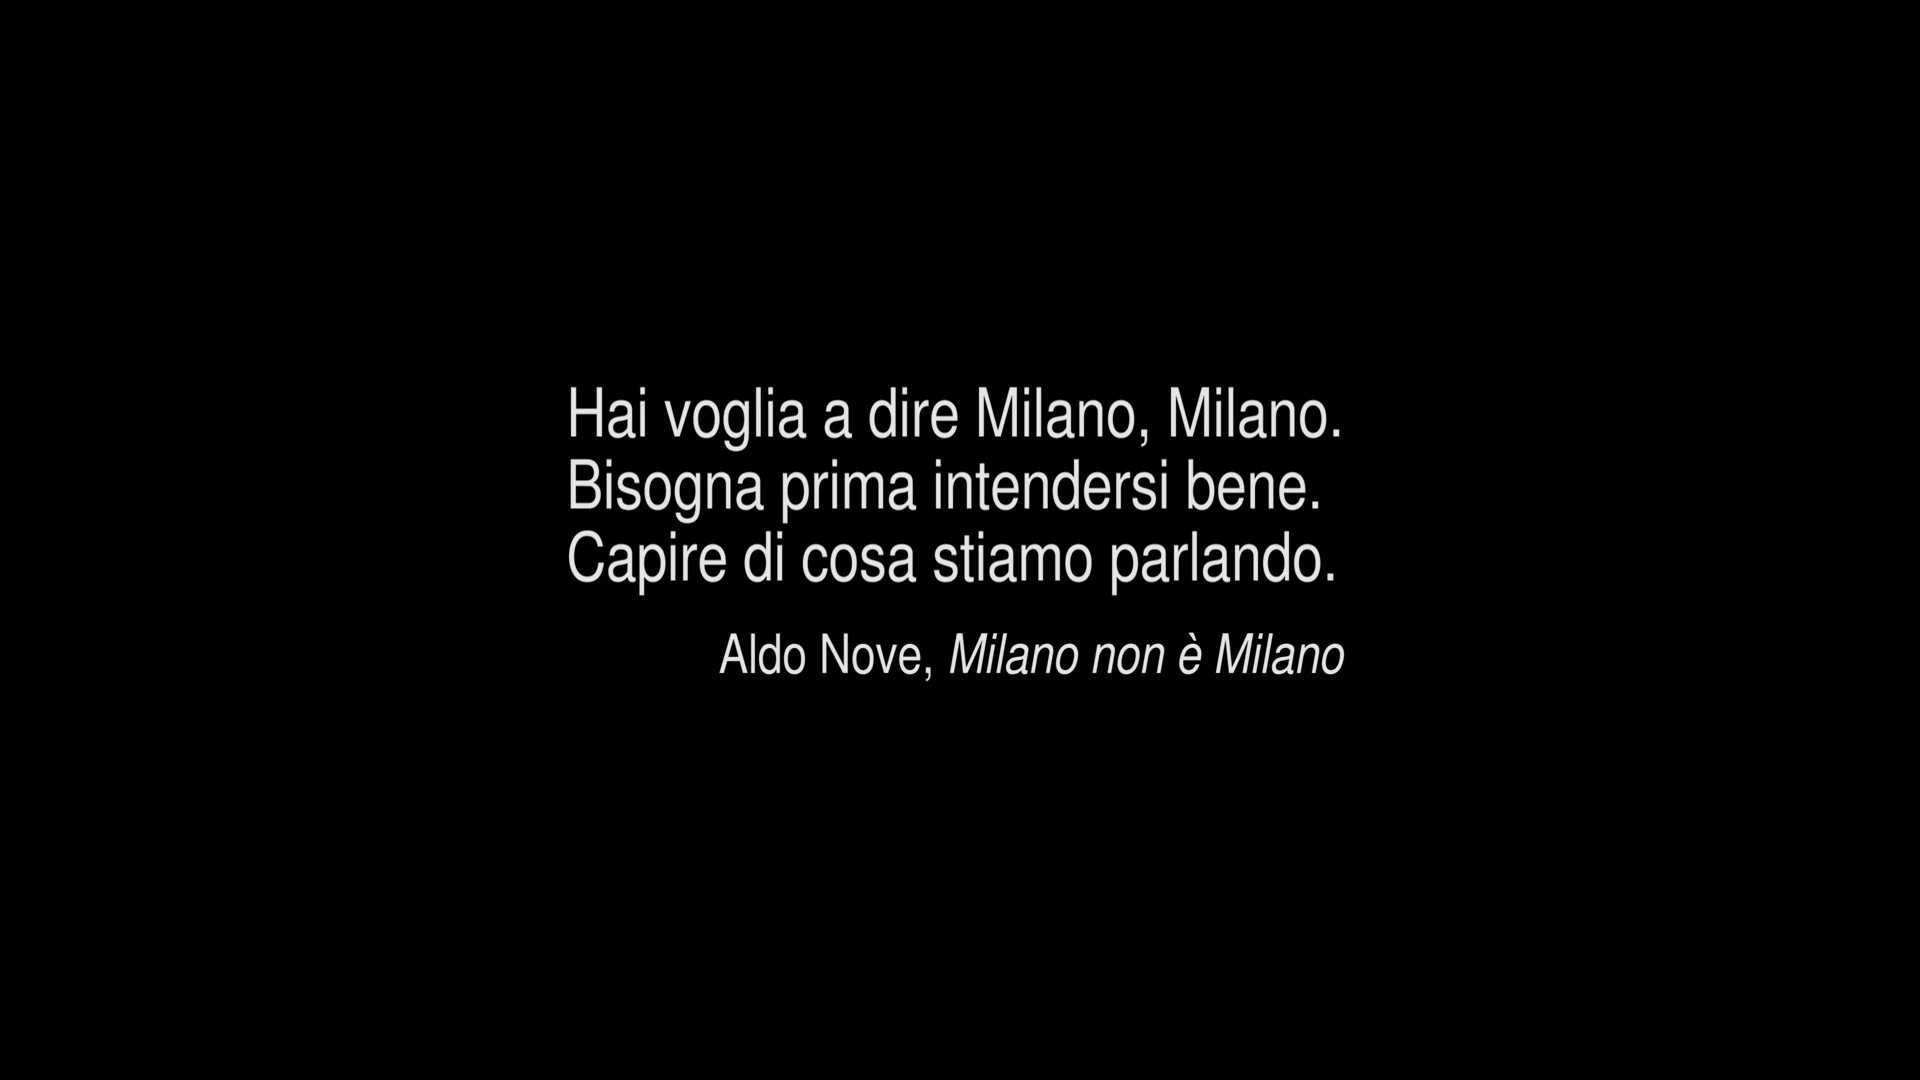 Hai voglia a dire Milano, Milano.
Bisogna prima intendersi bene.
Capire di cosa stiamo parlando.
Aldo Nove, Milano non è Milano